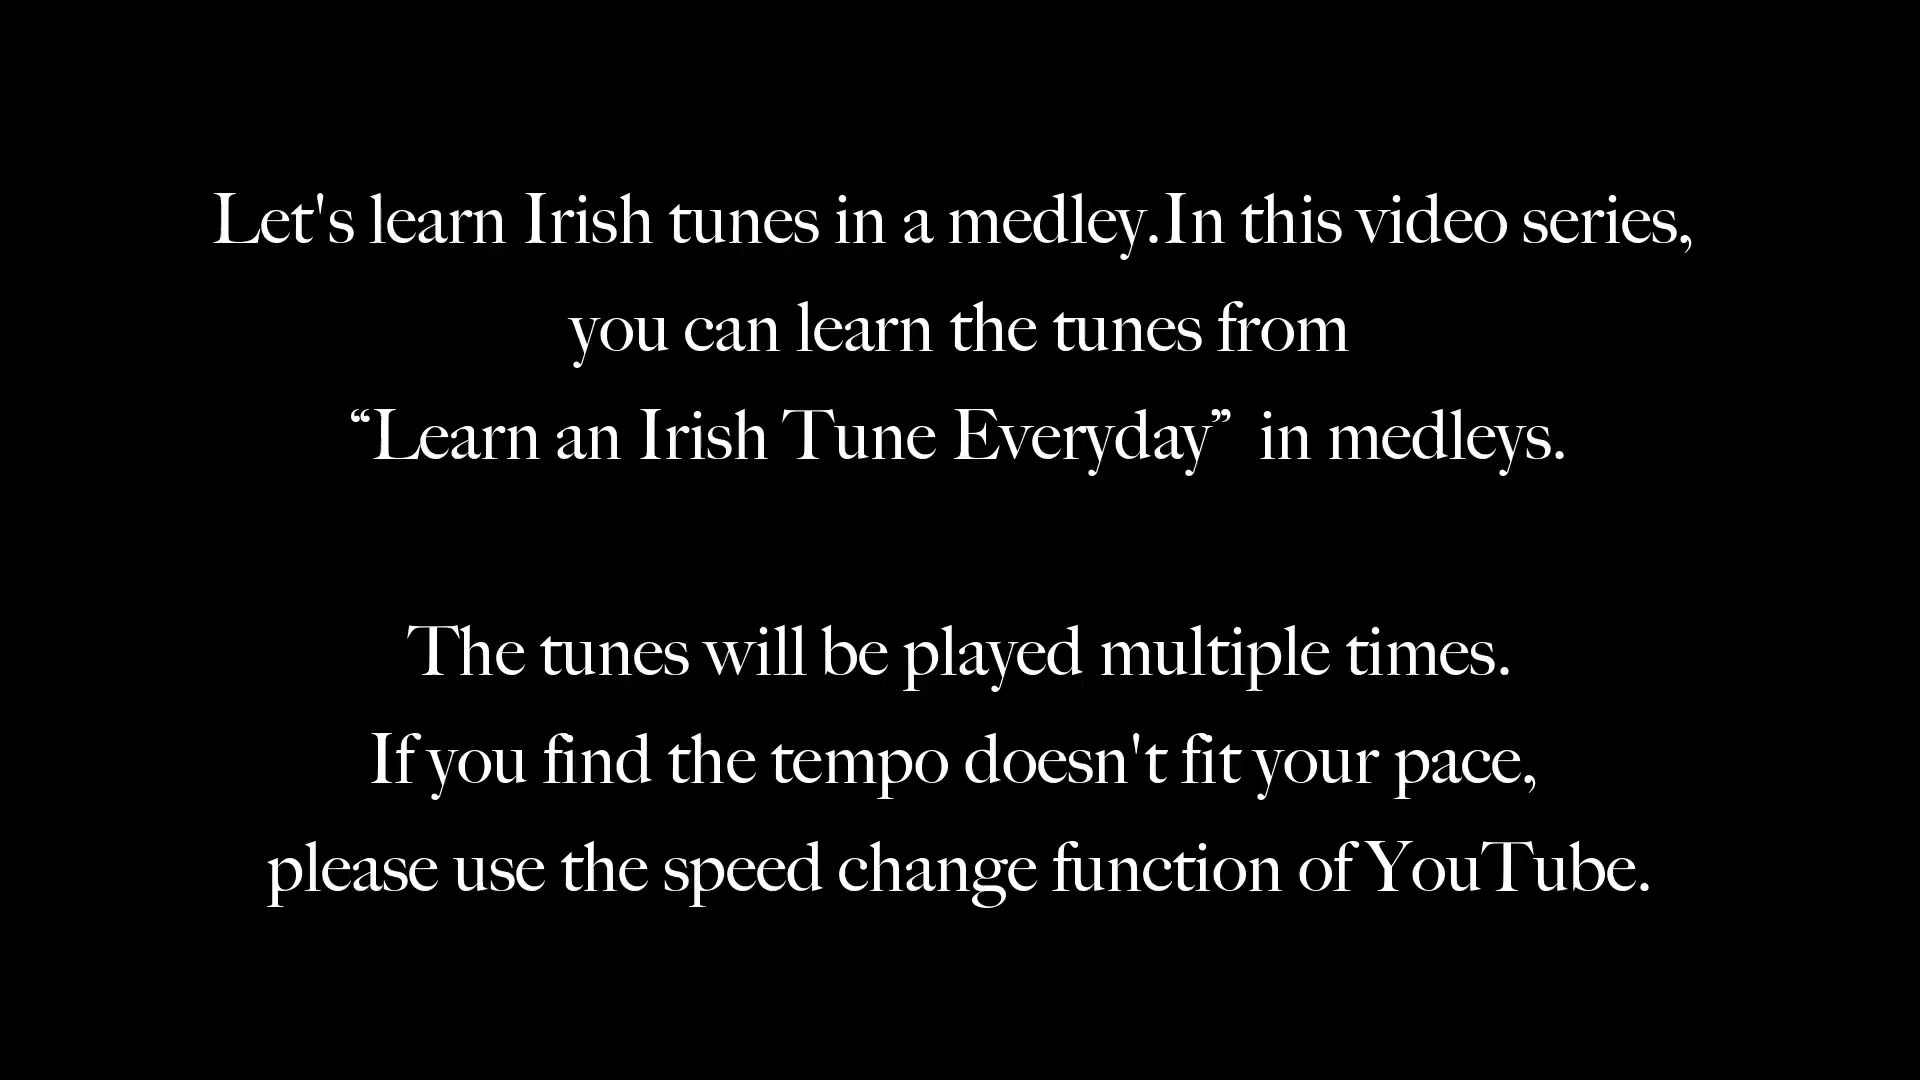 Let's learn Irish tunes in a medley.In this video series,
you can learn the tunes from
“Learn an Irish Tune Everyday” in medleys.
The tunes will be played multiple times.
If you find the tempo doesn't fit your pace,
please use the speed change function of YouTube.